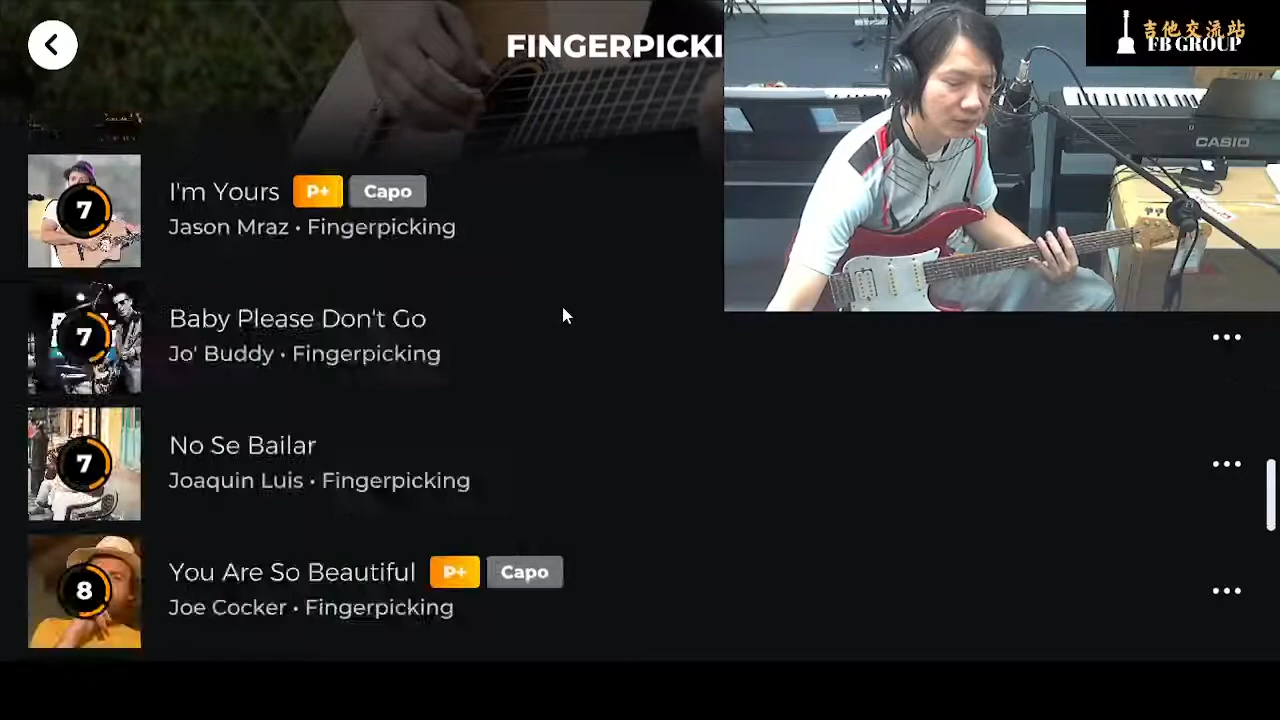 FINGERPICKI
吉他交流站
FB GROUP
CASIO
7
I'm Yours P+ Capo
Jason Mraz • Fingerpicking
7
Baby Please Don't Go
Jo' Buddy • Fingerpicking
7
No Se Bailar
Joaquin Luis • Fingerpicking
8
You Are So Beautiful P+ Capo
Joe Cocker • Fingerpicking